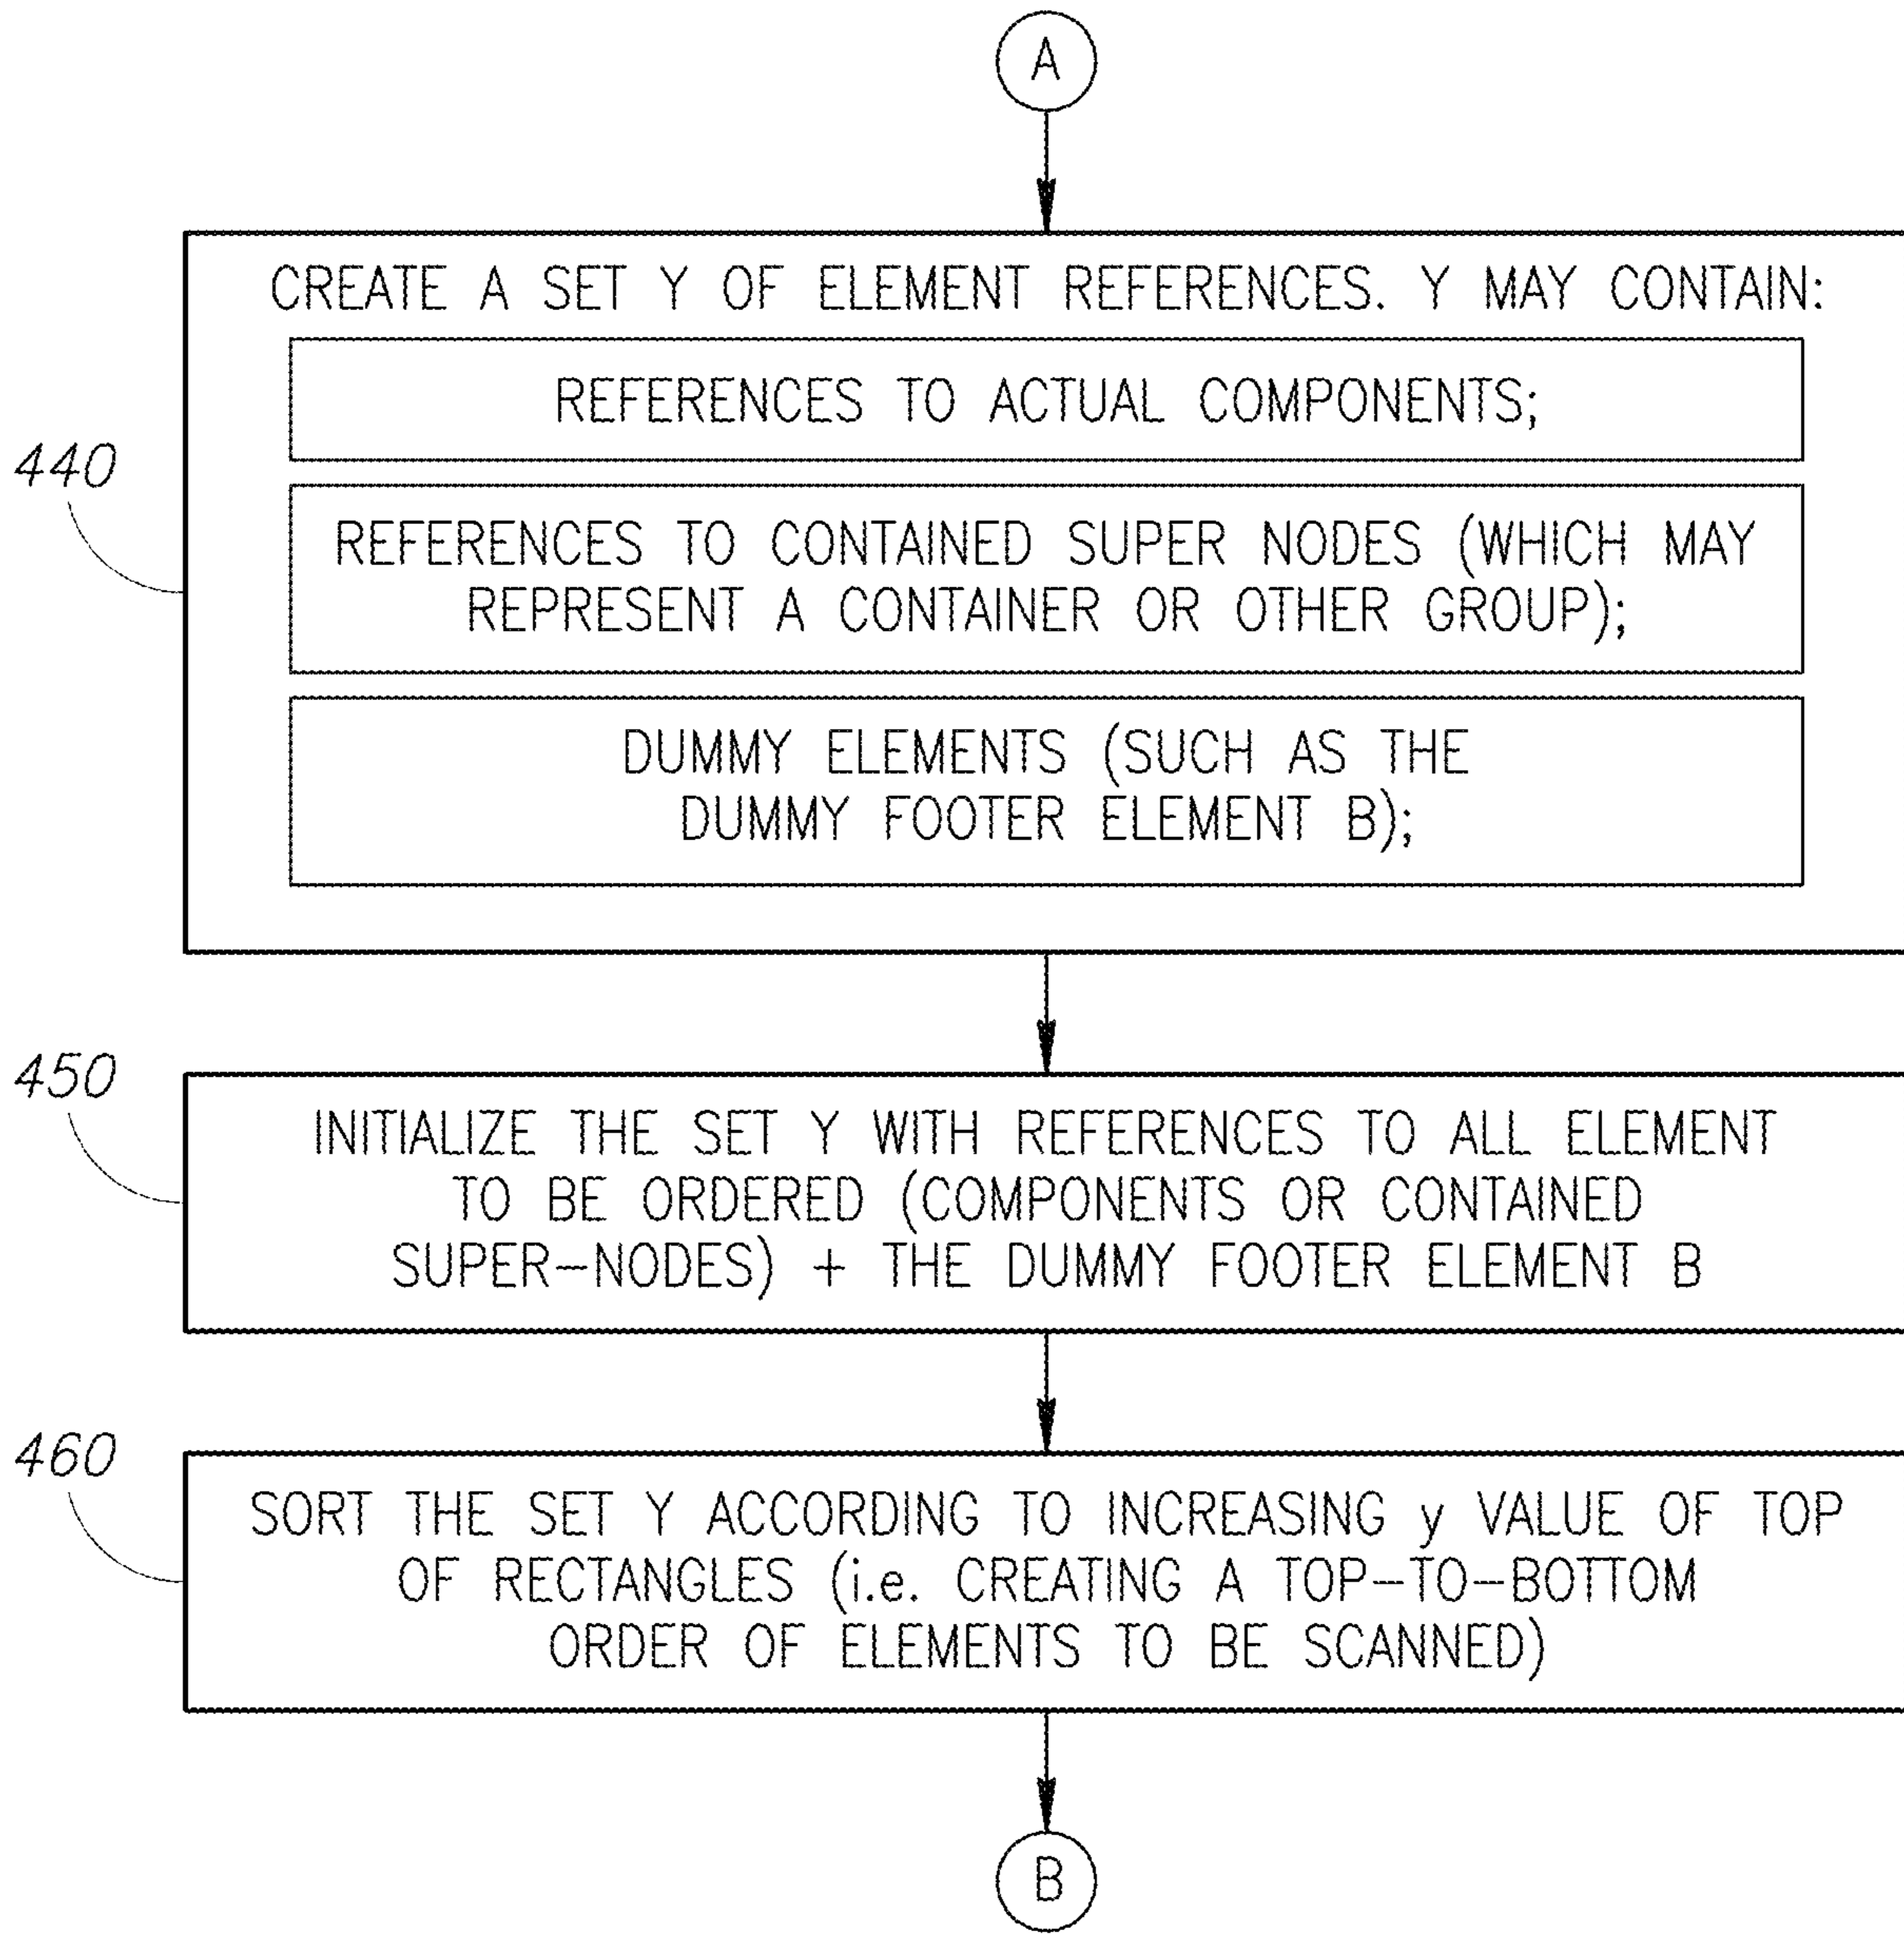 A
CREATE A SET Y OF ELEMENT REFERENCES. Y MAY CONTAIN:
REFERENCES TO ACTUAL COMPONENTS;
440
REFERENCES TO CONTAINED SUPER NODES (WHICH MAY
REPRESENT A CONTAINER OR OTHER GROUP);
DUMMY ELEMENTS (SUCH AS THE
DUMMY FOOTER ELEMENT B);
450
INITIALIZE THE SET Y WITH REFERENCES TO ALL ELEMENT
TO BE ORDERED (COMPONENTS OR CONTAINED
SUPER-NODES) + THE DUMMY FOOTER ELEMENT B
460
SORT THE SET Y ACCORDING TO INCREASING y VALUE OF TOP
OF RECTANGLES (i.e. CREATING A TOP-TO-BOTTOM
ORDER OF ELEMENTS TO BE SCANNED)
B